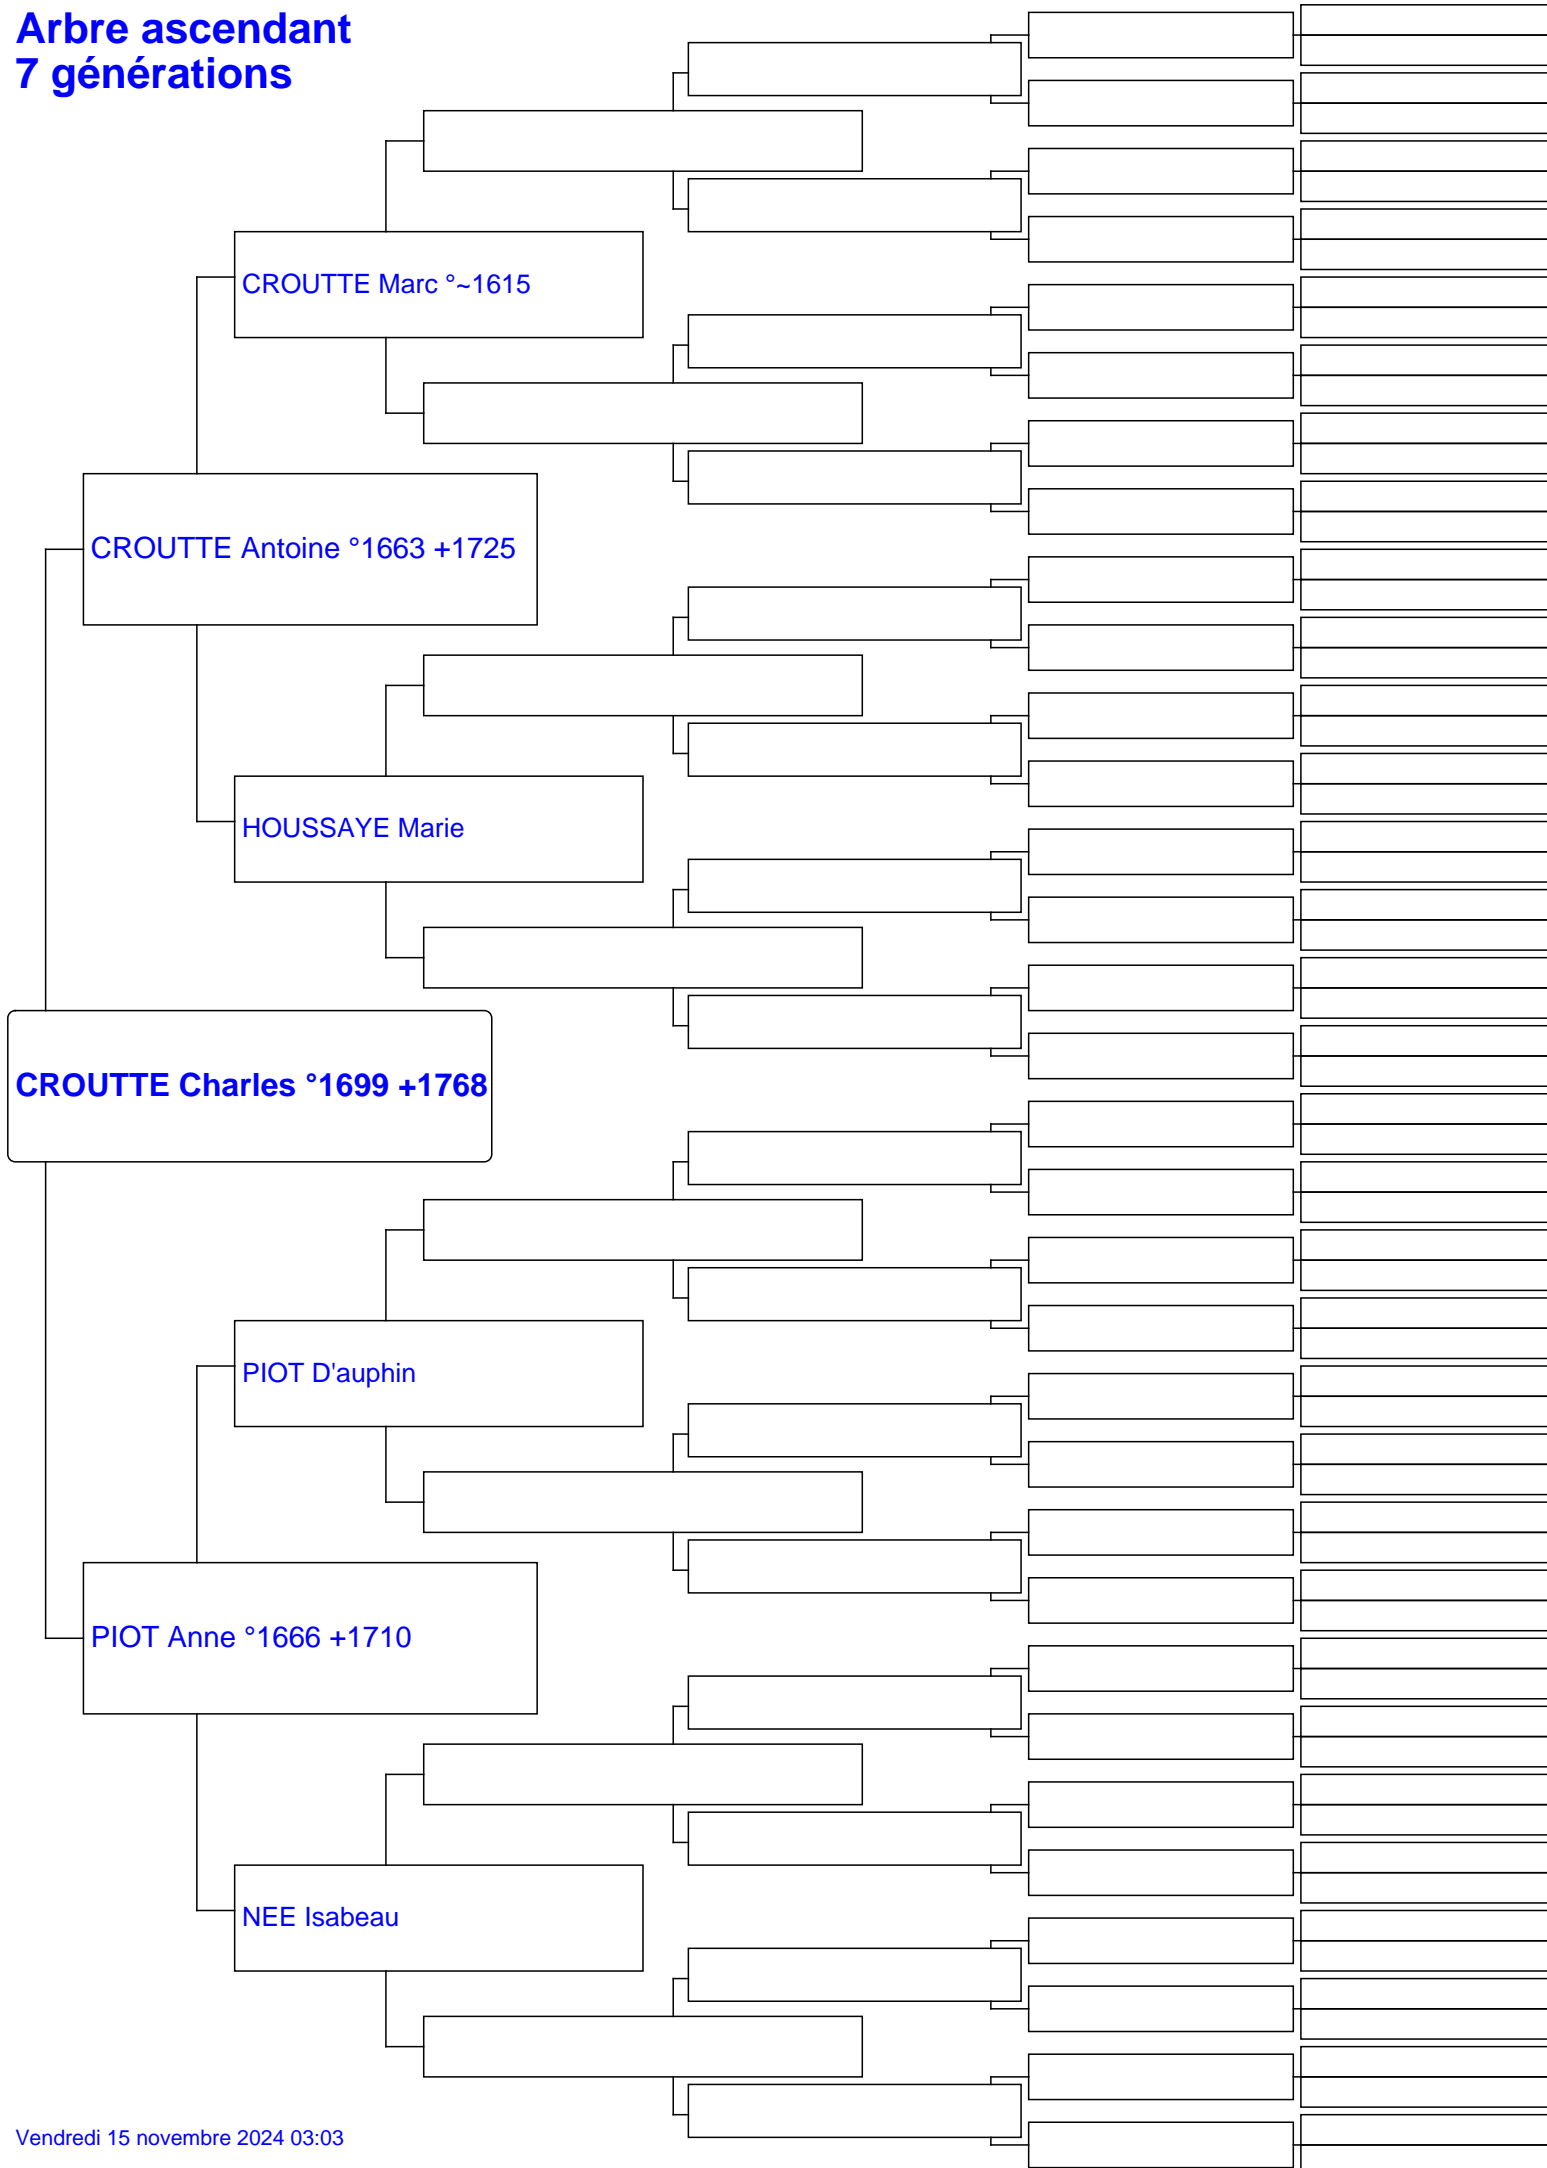 Arbre ascendant
7 générations
CROUTTE Marc °~1615
CROUTTE Antoine °1663 +1725
HOUSSAYE Marie
CROUTTE Charles °1699 +1768
PIOT D'auphin
PIOT Anne °1666 +1710
NEE Isabeau
Vendredi 15 novembre 2024 03:03